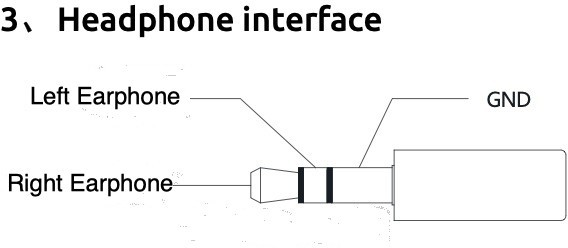 3、Headphone interface
Left Earphone
GND
Right Earphone